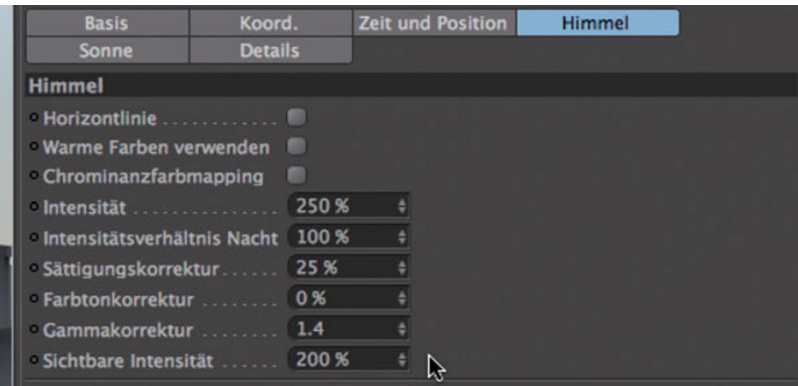 Basis Koord. Zeit und Position Himmel
Sonne Details
Himmel
Horizontlinie
Warme Farben verwenden
Chrominanzfarbmapping
Intensität 250 %
Intensitätsverhältnis Nacht 100 %
Sättigungskorrektur 25 %
Farbtonkorrektur 0 %
Gammakorrektur 1.4
Sichtbare Intensität 200 %